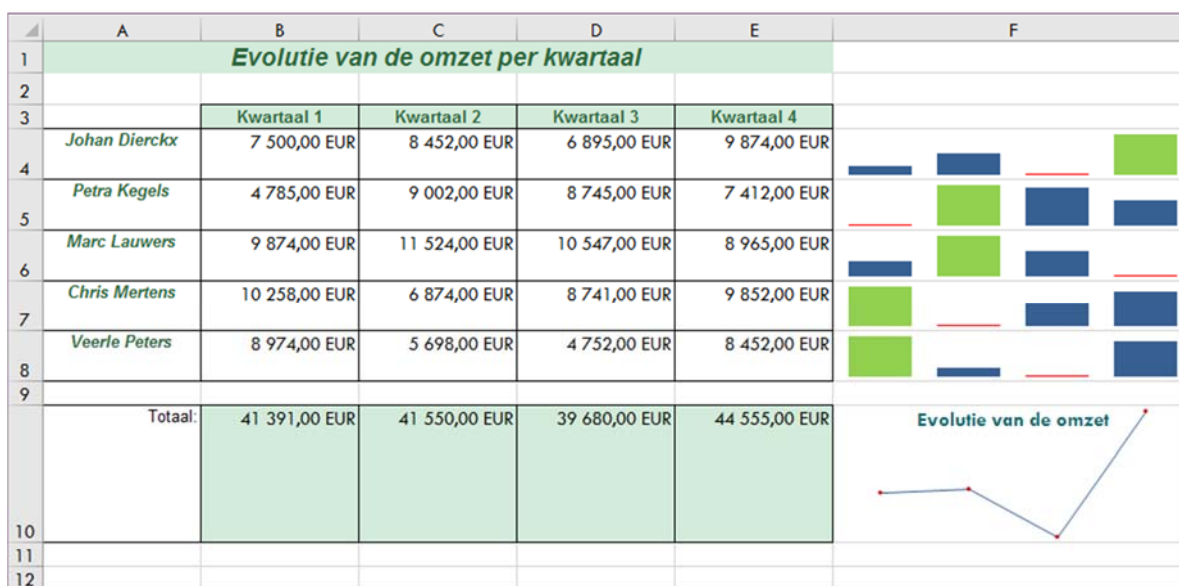 A B C D E F
1 Evolutie van de omzet per kwartaal
2
3 Kwartaal 1 Kwartaal 2 Kwartaal 3 Kwartaal 4
4 Johan Dierckx 7 500,00 EUR 8 452,00 EUR 6 895,00 EUR 9 874,00 EUR
5 Petra Kegels 4 785,00 EUR 9 002,00 EUR 8 745,00 EUR 7 412,00 EUR
6 Marc Lauwers 9 874,00 EUR 11 524,00 EUR 10 547,00 EUR 8 965,00 EUR
7 Chris Mertens 10 258,00 EUR 6 874,00 EUR 8 741,00 EUR 9 852,00 EUR
8 Veerle Peters 8 974,00 EUR 5 698,00 EUR 4 752,00 EUR 8 452,00 EUR
9
10 Totaal: 41 391,00 EUR 41 550,00 EUR 39 680,00 EUR 44 555,00 EUR Evolutie van de omzet
11
12